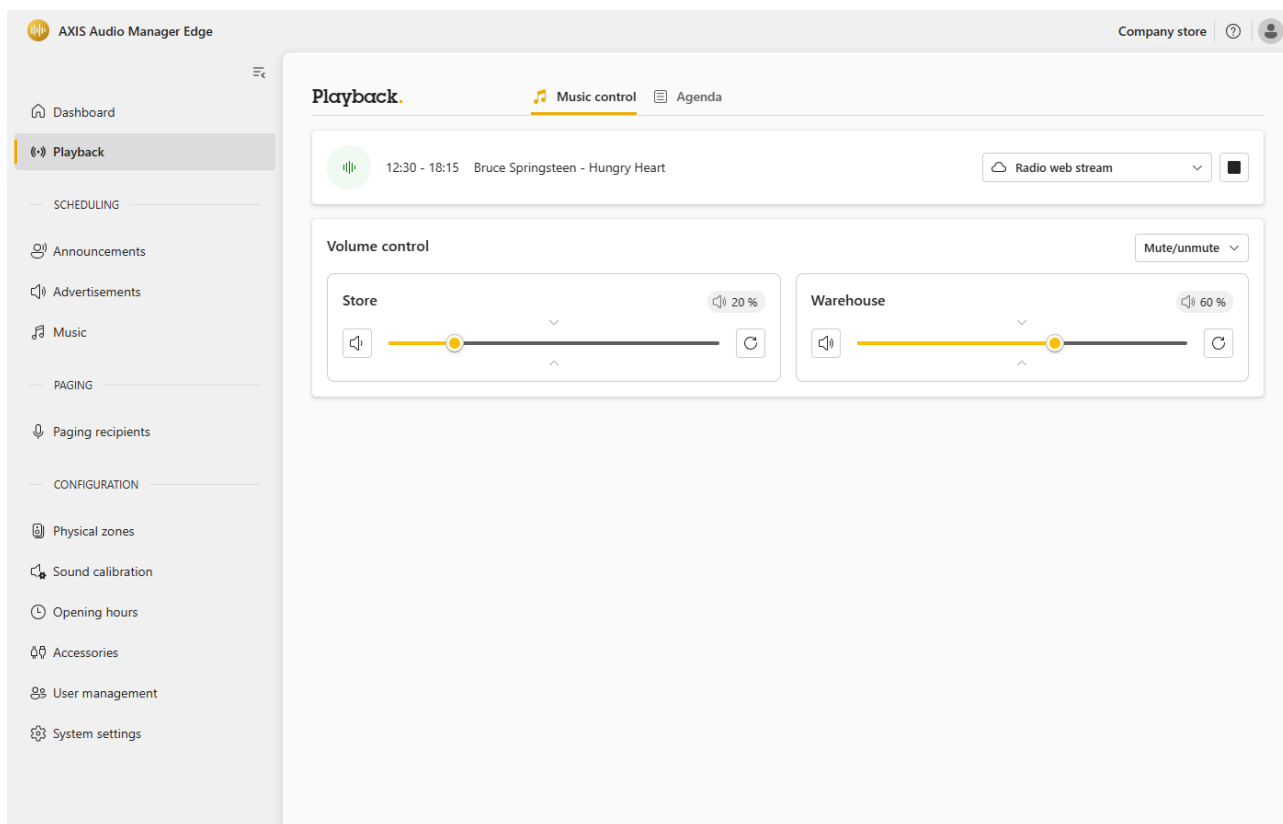 AXIS Audio Manager Edge
Company store
Dashboard
Playback
SCHEDULING
Announcements
Advertisements
Music
PAGING
Paging recipients
CONFIGURATION
Physical zones
Sound calibration
Opening hours
Accessories
User management
System settings
Playback.
Music control
Agenda
12:30 - 18:15 Bruce Springsteen - Hungry Heart
Radio web stream
Volume control
Mute/unmute
Store
20 %
Warehouse
60 %